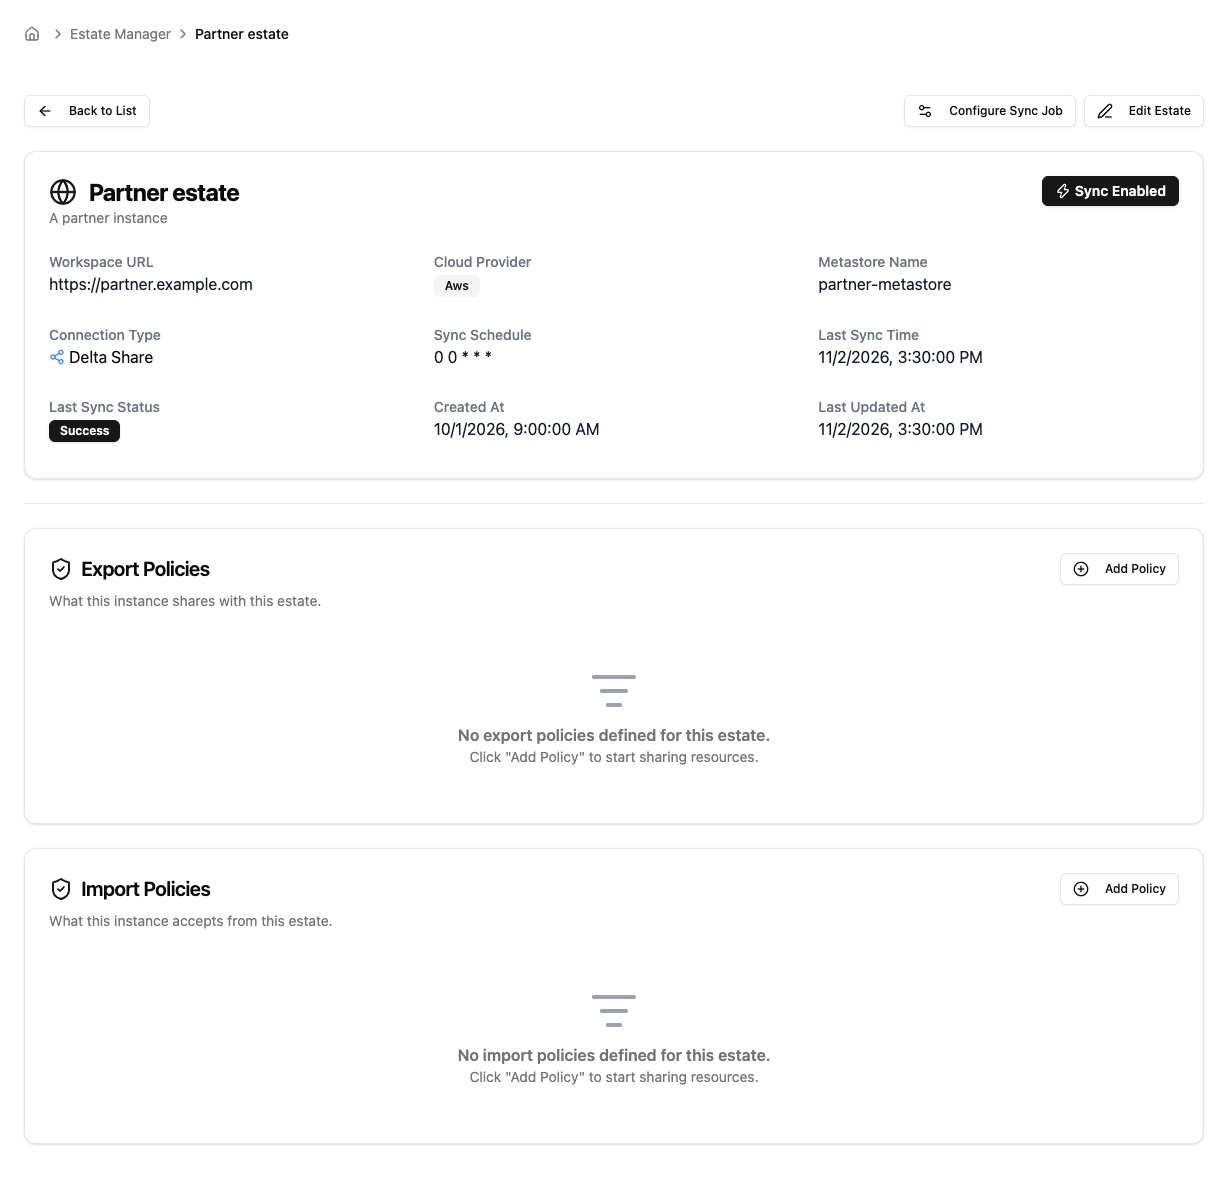 Estate Manager > Partner estate
Back to List
Configure Sync Job
Edit Estate
Partner estate
Sync Enabled
A partner instance
Workspace URL
https://partner.example.com
Cloud Provider
Aws
Metastore Name
partner-metastore
Connection Type
Delta Share
Sync Schedule
0 0 * * *
Last Sync Time
11/2/2026, 3:30:00 PM
Last Sync Status
Success
Created At
10/1/2026, 9:00:00 AM
Last Updated At
11/2/2026, 3:30:00 PM
Export Policies
Add Policy
What this instance shares with this estate.
No export policies defined for this estate.
Click "Add Policy" to start sharing resources.
Import Policies
Add Policy
What this instance accepts from this estate.
No import policies defined for this estate.
Click "Add Policy" to start sharing resources.